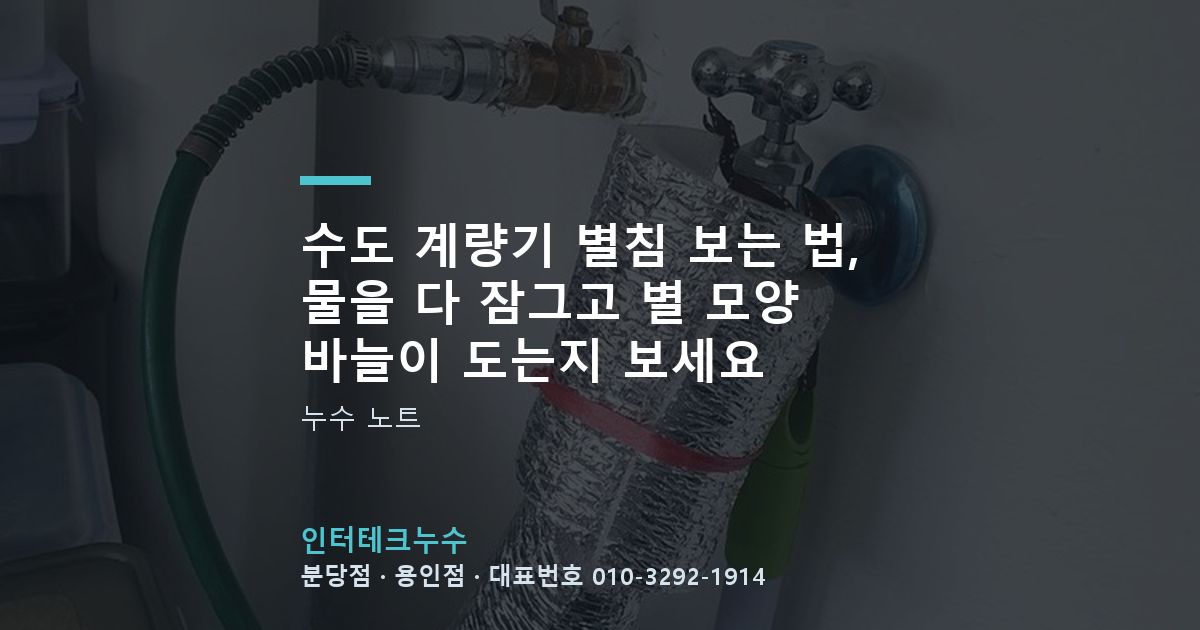 수도 계량기 별침 보는 법,
물을 다 잠그고 별 모양
바늘이 도는지 보세요
누수 노트
인터테크누수
분당점 · 용인점 · 대표번호 010-3292-1914